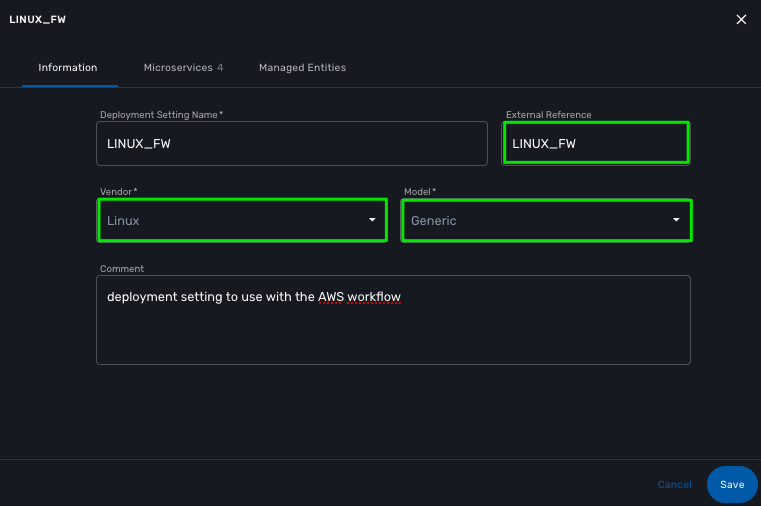 LINUX_FW
Information
Microservices 4
Managed Entities
Deployment Setting Name*
External Reference
LINUX_FW
LINUX_FW
Vendor*
Model*
Linux
Generic
Comment
deployment setting to use with the AWS workflow
Cancel
Save